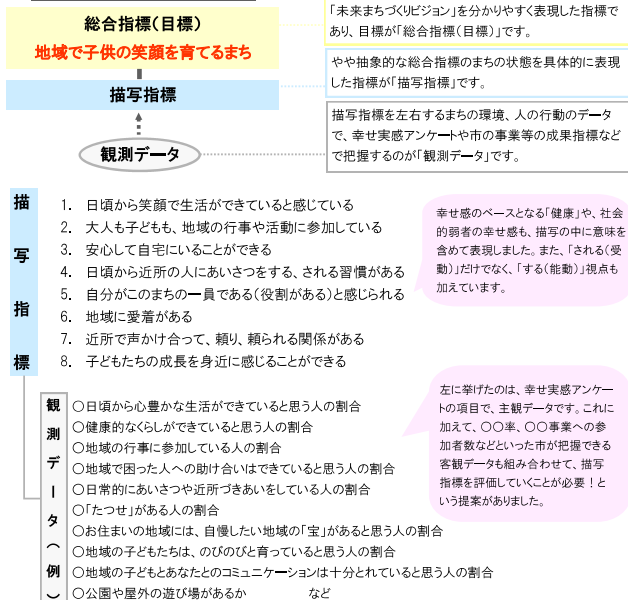 総合指標(目標)
地域で子供の笑顔を育てるまち
描写指標
観測データ
「未来まちづくりビジョン」を分かりやすく表現した指標で
あり、目標が「総合指標(目標)」です。
やや抽象的な総合指標のまちの状態を具体的に表現
した指標が「描写指標」です。
描写指標を左右するまちの環境、人の行動のデータ
で、幸せ実感アンケートや市の事業等の成果指標など
で把握するのが「観測データ」です。
描写指標
1. 日頃から笑顔で生活ができていると感じている
2. 大人も子どもも、地域の行事や活動に参加している
3. 安心して自宅にいることができる
4. 日頃から近所の人にあいさつをする、される習慣がある
5. 自分がこのまちの一員である(役割がある)と感じられる
6. 地域に愛着がある
7. 近所で声かけ合って、頼り、頼られる関係がある
8. 子どもたちの成長を身近に感じることができる
幸せ感のベースとなる「健康」や、社会
的弱者の幸せ感も、描写の中に意味を
含めて表現しました。また、「される(受
動)」だけでなく、「する(能動)」視点も
加えています。
観測データ(例)
○日頃から心豊かな生活ができていると思う人の割合
○健康的なくらしができていると思う人の割合
○地域の行事に参加している人の割合
○地域で困った人への助け合いはできていると思う人の割合
○日常的にあいさつや近所づきあいをしている人の割合
○「たつせ」がある人の割合
○お住まいの地域には、自慢したい地域の「宝」があると思う人の割合
○地域の子どもたちは、のびのびと育っていると思う人の割合
○地域の子どもとあなたとのコミュニケーションは十分とれていると思う人の割合
○公園や屋外の遊び場があるか など
左に挙げたのは、幸せ実感アンケー
トの項目で、主観データです。これに
加えて、○○率、○○事業への参
加者数などといった市が把握できる
客観データも組み合わせて、描写
指標を評価していくことが必要!と
いう提案がありました。